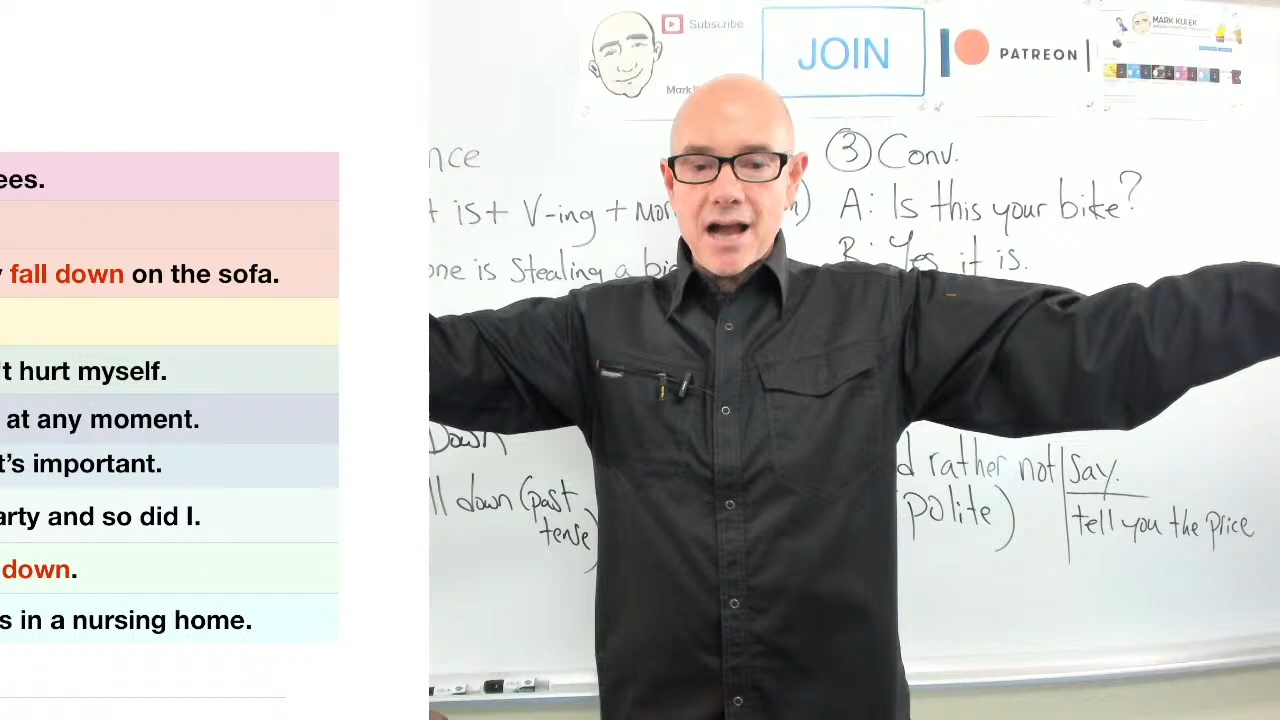 ees.
fall down on the sofa.
't hurt myself.
at any moment.
t's important.
arty and so did I.
down.
s in a nursing home.
Subscribe
Mark
JOIN
PATREON
MARK KULEK
nce
+ is + V-ing + Mor
one is stealing a bi
Down
ll down (past
tense)
③ Conv.
A: Is this your bike?
B: Yes, it is.
d rather not say.
(polite)
tell you the price